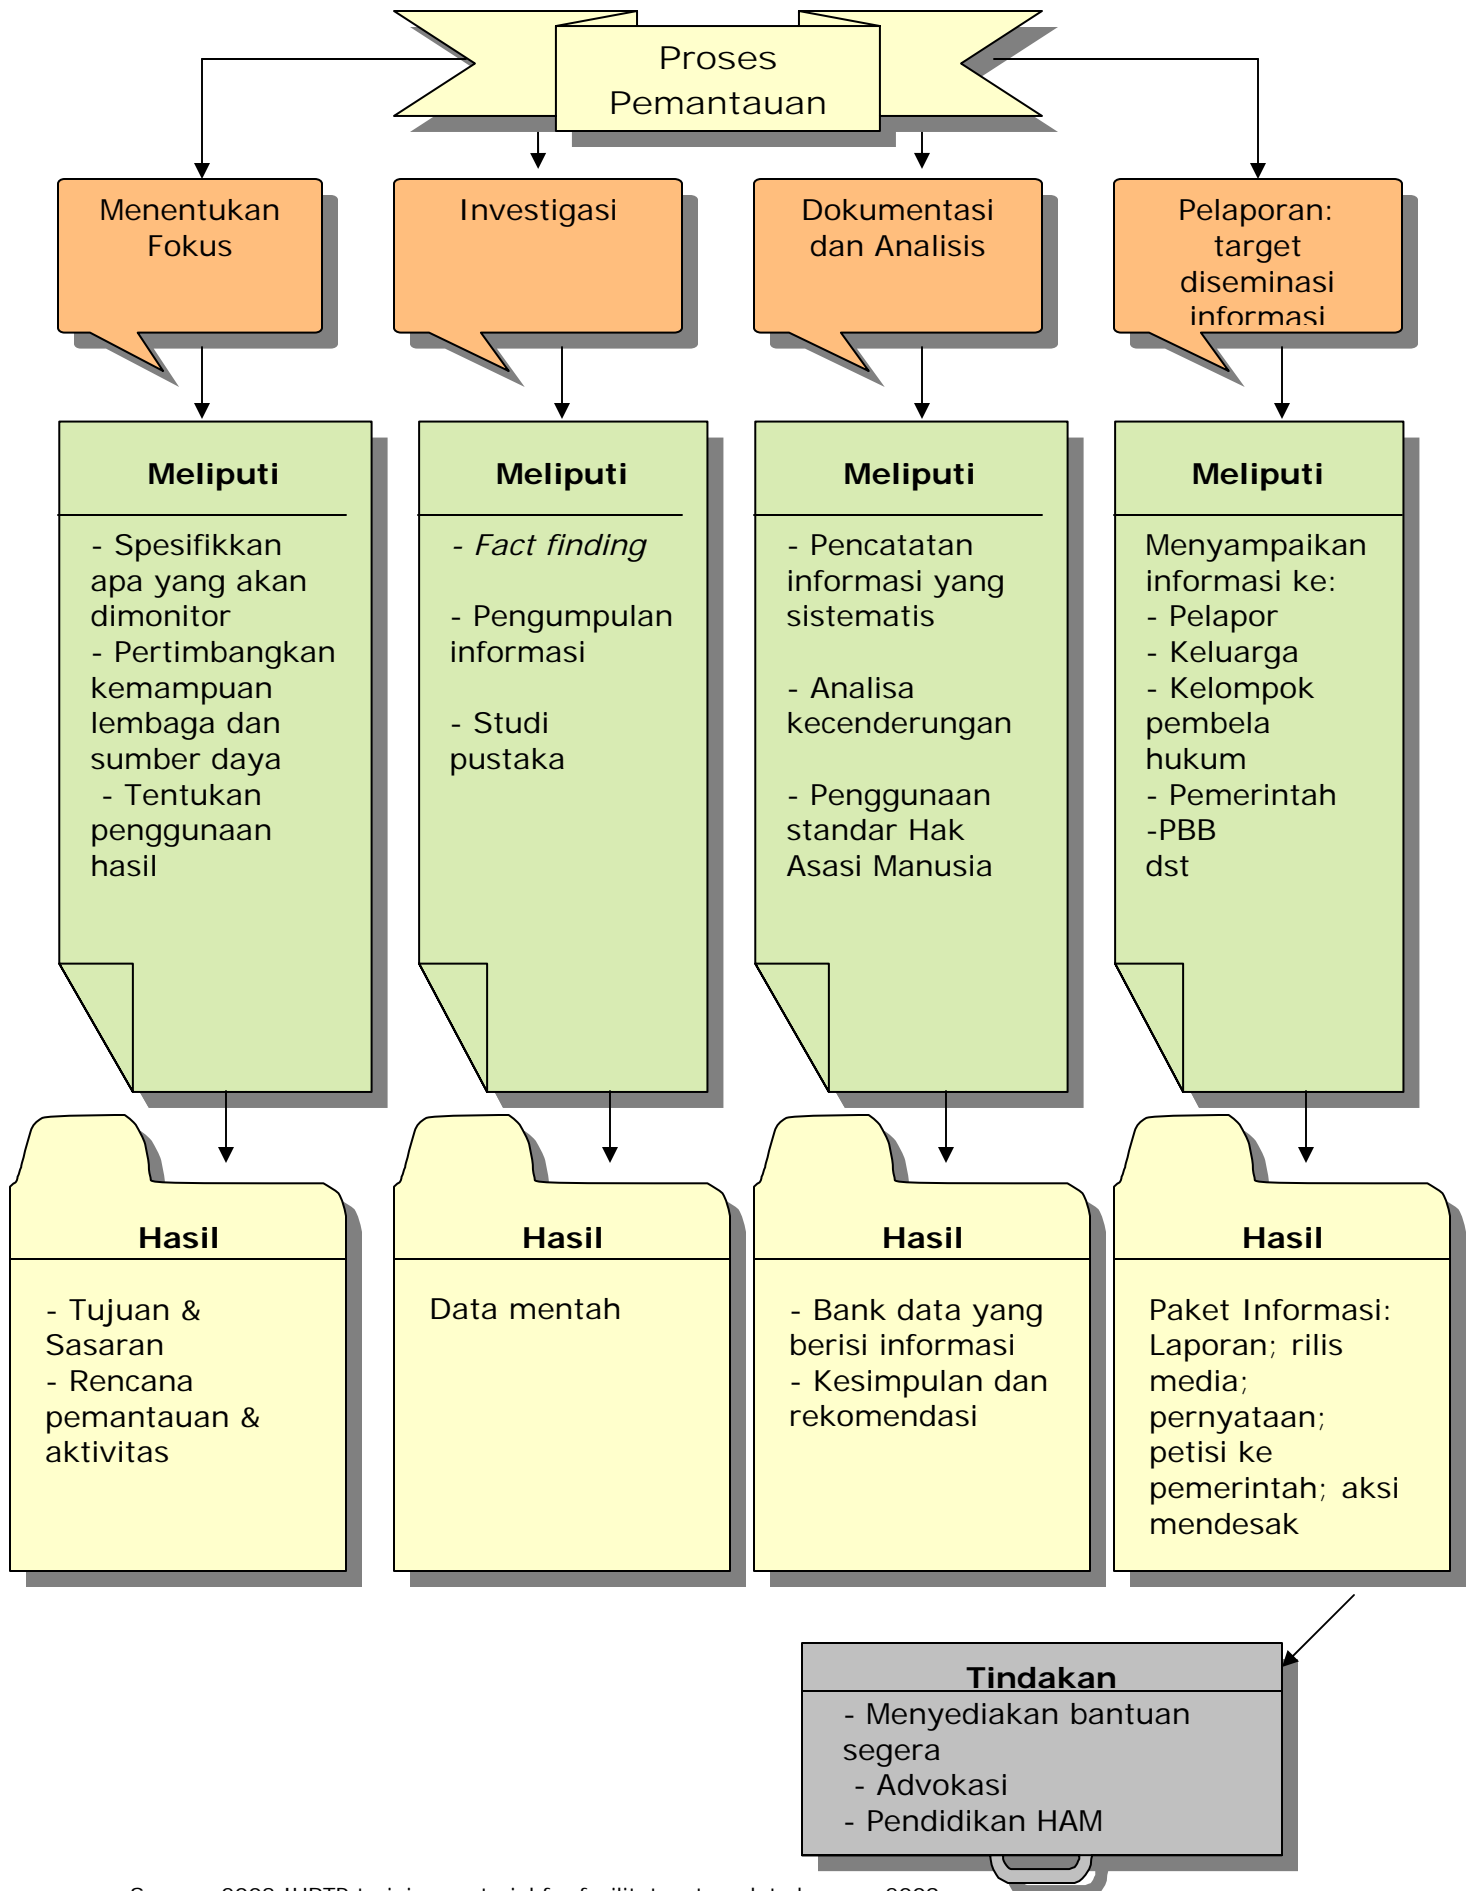 Proses
Pemantauan
Menentukan
Fokus
Investigasi
Dokumentasi
dan Analisis
Pelaporan:
target
diseminasi
informasi
Meliputi
- Spesifikkan
apa yang akan
dimonitor
- Pertimbangkan
kemampuan
lembaga dan
sumber daya
- Tentukan
penggunaan
hasil
Meliputi
- Fact finding
- Pengumpulan
informasi
- Studi
pustaka
Meliputi
- Pencatatan
informasi yang
sistematis
- Analisa
kecenderungan
- Penggunaan
standar Hak
Asasi Manusia
Meliputi
Menyampaikan
informasi ke:
- Pelapor
- Keluarga
- Kelompok
pembela
hukum
- Pemerintah
-PBB
dst
Hasil
- Tujuan &
Sasaran
- Rencana
pemantauan &
aktivitas
Hasil
Data mentah
Hasil
- Bank data yang
berisi informasi
- Kesimpulan dan
rekomendasi
Hasil
Paket Informasi:
Laporan; rilis
media;
pernyataan;
petisi ke
pemerintah; aksi
mendesak
Tindakan
- Menyediakan bantuan
segera
- Advokasi
- Pendidikan HAM